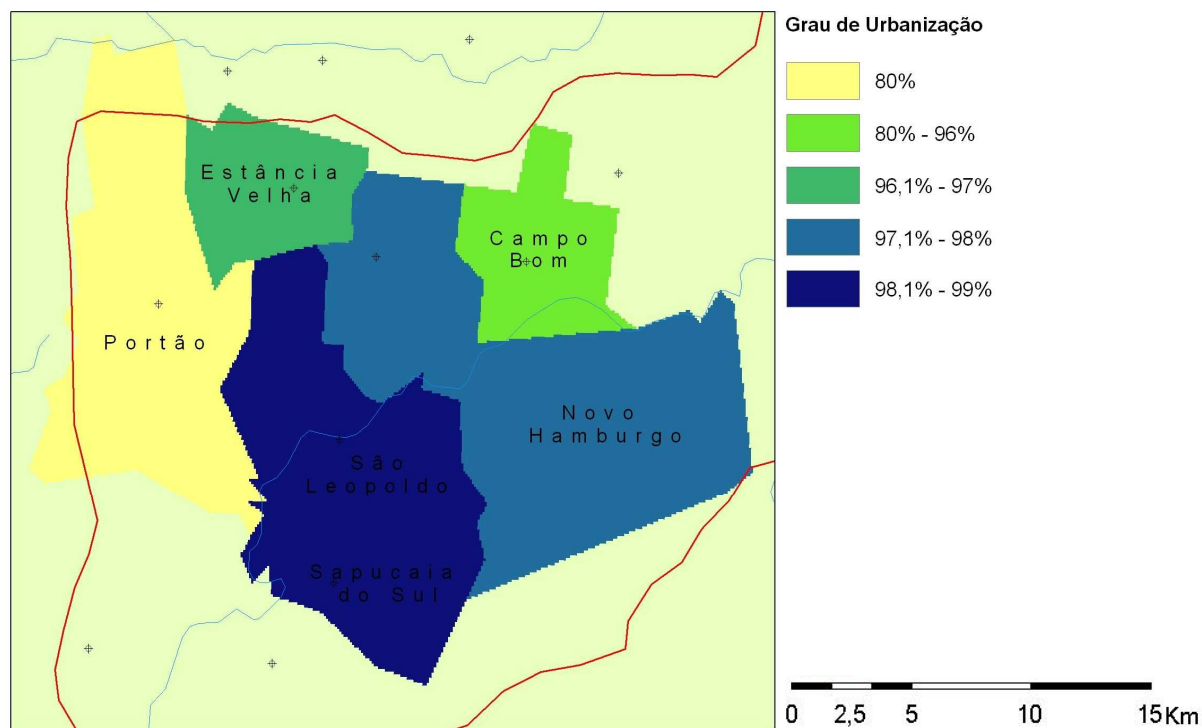 Grau de Urbanização
80%
80% - 96%
96,1% - 97%
97,1% - 98%
98,1% - 99%
Estância
Velha
Campo
Bom
Portão
Novo
Hamburgo
São
Leopoldo
Sapucaia
do Sul
0 2,5 5 10 15Km